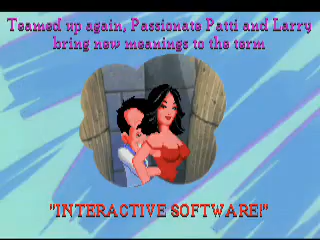 Teamed up again, Passionate Patti and Larry
bring new meanings to the term
"INTERACTIVE SOFTWARE!"